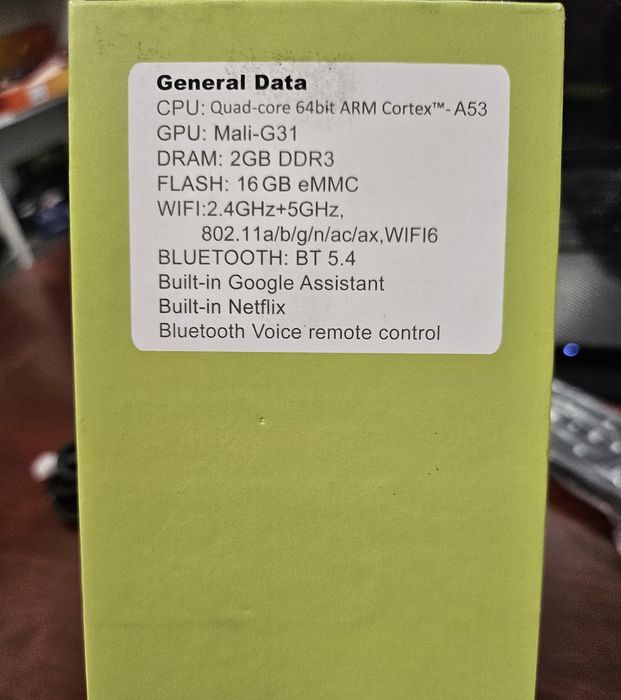 General Data
CPU: Quad-core 64bit ARM Cortex™- A53
GPU: Mali-G31
DRAM: 2GB DDR3
FLASH: 16GB eMMC
WIFI:2.4GHz+5GHz,
802.11a/b/g/n/ac/ax,WIFI6
BLUETOOTH: BT 5.4
Built-in Google Assistant
Built-in Netflix
Bluetooth Voice remote control